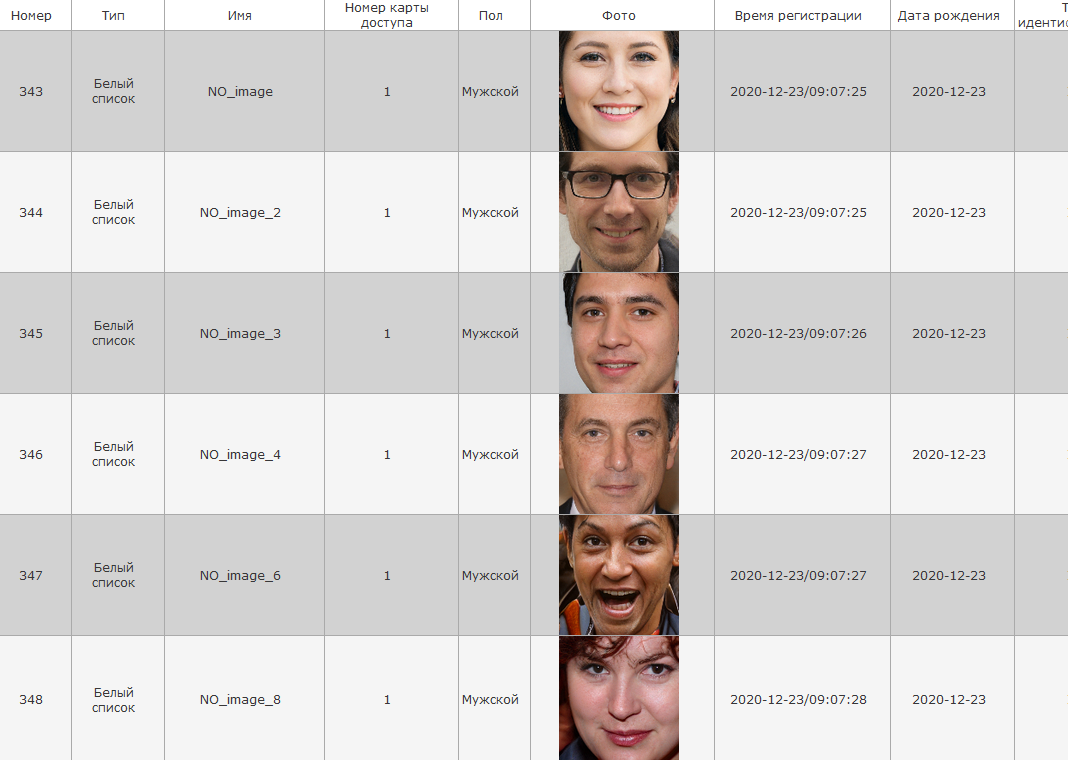 Номер Тип Имя Номер карты доступа Пол Фото Время регистрации Дата рождения
343 Белый список NO_image 1 Мужской 2020-12-23/09:07:25 2020-12-23
344 Белый список NO_image_2 1 Мужской 2020-12-23/09:07:25 2020-12-23
345 Белый список NO_image_3 1 Мужской 2020-12-23/09:07:26 2020-12-23
346 Белый список NO_image_4 1 Мужской 2020-12-23/09:07:27 2020-12-23
347 Белый список NO_image_6 1 Мужской 2020-12-23/09:07:27 2020-12-23
348 Белый список NO_image_8 1 Мужской 2020-12-23/09:07:28 2020-12-23